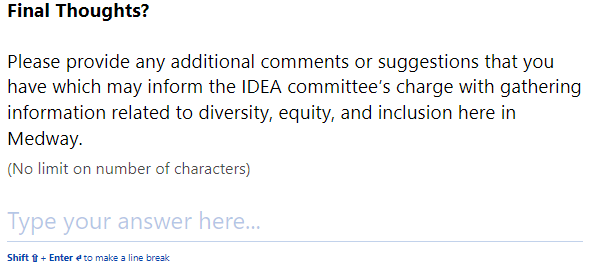 Final Thoughts?
Please provide any additional comments or suggestions that you
have which may inform the IDEA committee's charge with gathering
information related to diversity, equity, and inclusion here in
Medway.
(No limit on number of characters)
Type your answer here...
Shift ⇧ + Enter ↵ to make a line break